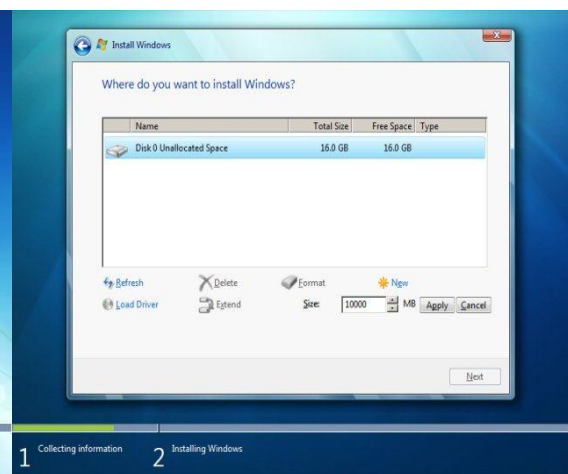 Install Windows
Where do you want to install Windows?
Name Total Size Free Space Type
Disk 0 Unallocated Space 16.0 GB 16.0 GB
Refresh Delete Format New
Load Driver Extend Size: 10000 MB Apply Cancel
Next
1 Collecting information 2 Installing Windows